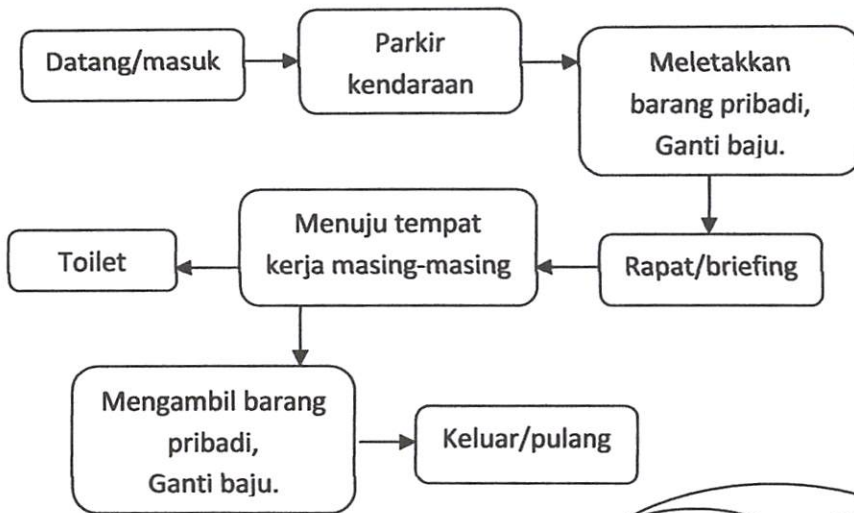 Datang/masuk
Parkir
kendaraan
Meletakkan
barang pribadi,
Ganti baju.
Rapat/briefing
Menuju tempat
kerja masing-masing
Toilet
Mengambil barang
pribadi,
Ganti baju.
Keluar/pulang